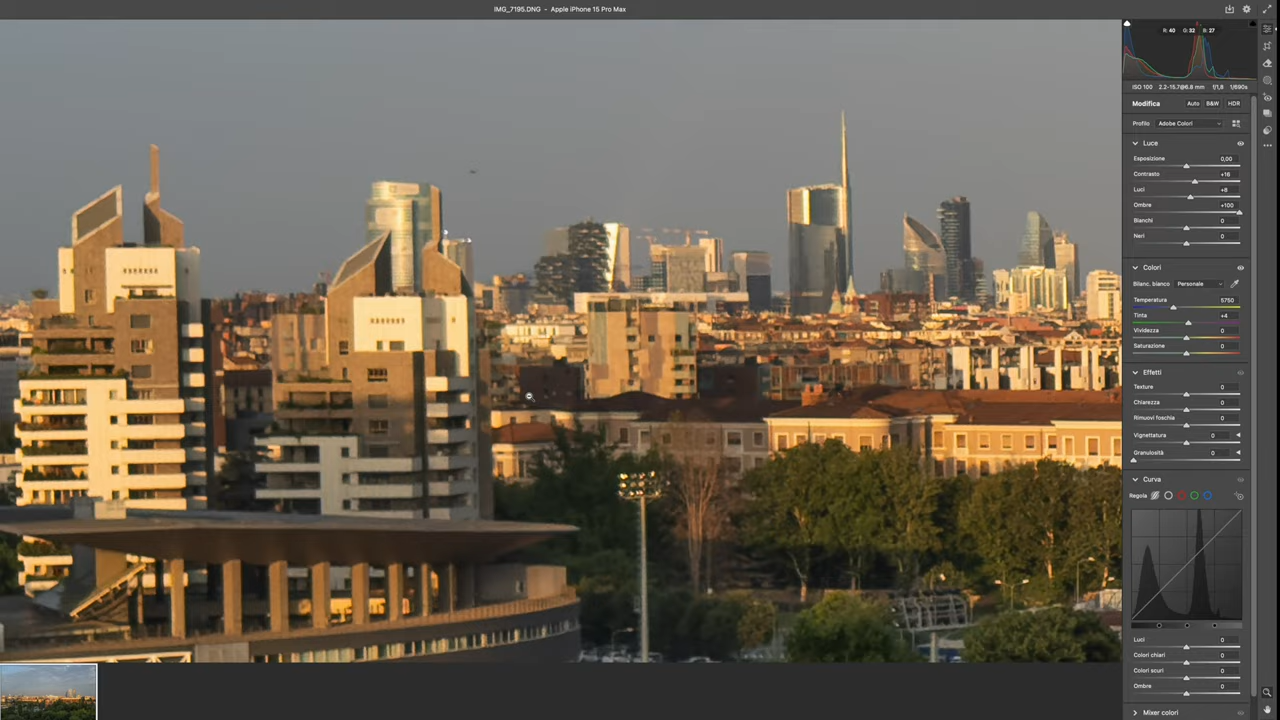 IMG_7195.DNG - Apple iPhone 15 Pro Max
R: 40 G: 32 B: 27
ISO 100 2.2-15.7@6.8 mm f/1,8 1/690s
Modifica Auto B&W HDR
Profilo Adobe Colori
Luce
Esposizione 0,00
Contrasto +16
Luci +8
Ombre +100
Bianchi 0
Neri 0
Colori
Bilanc. bianco Personale
Temperatura 5750
Tinta +4
Vividezza 0
Saturazione 0
Effetti
Texture 0
Chiarezza 0
Rimuovi foschia 0
Vignettatura 0
Granulosità 0
Curva
Regola
Luci 0
Colori chiari 0
Colori scuri 0
Ombre 0
Mixer colori